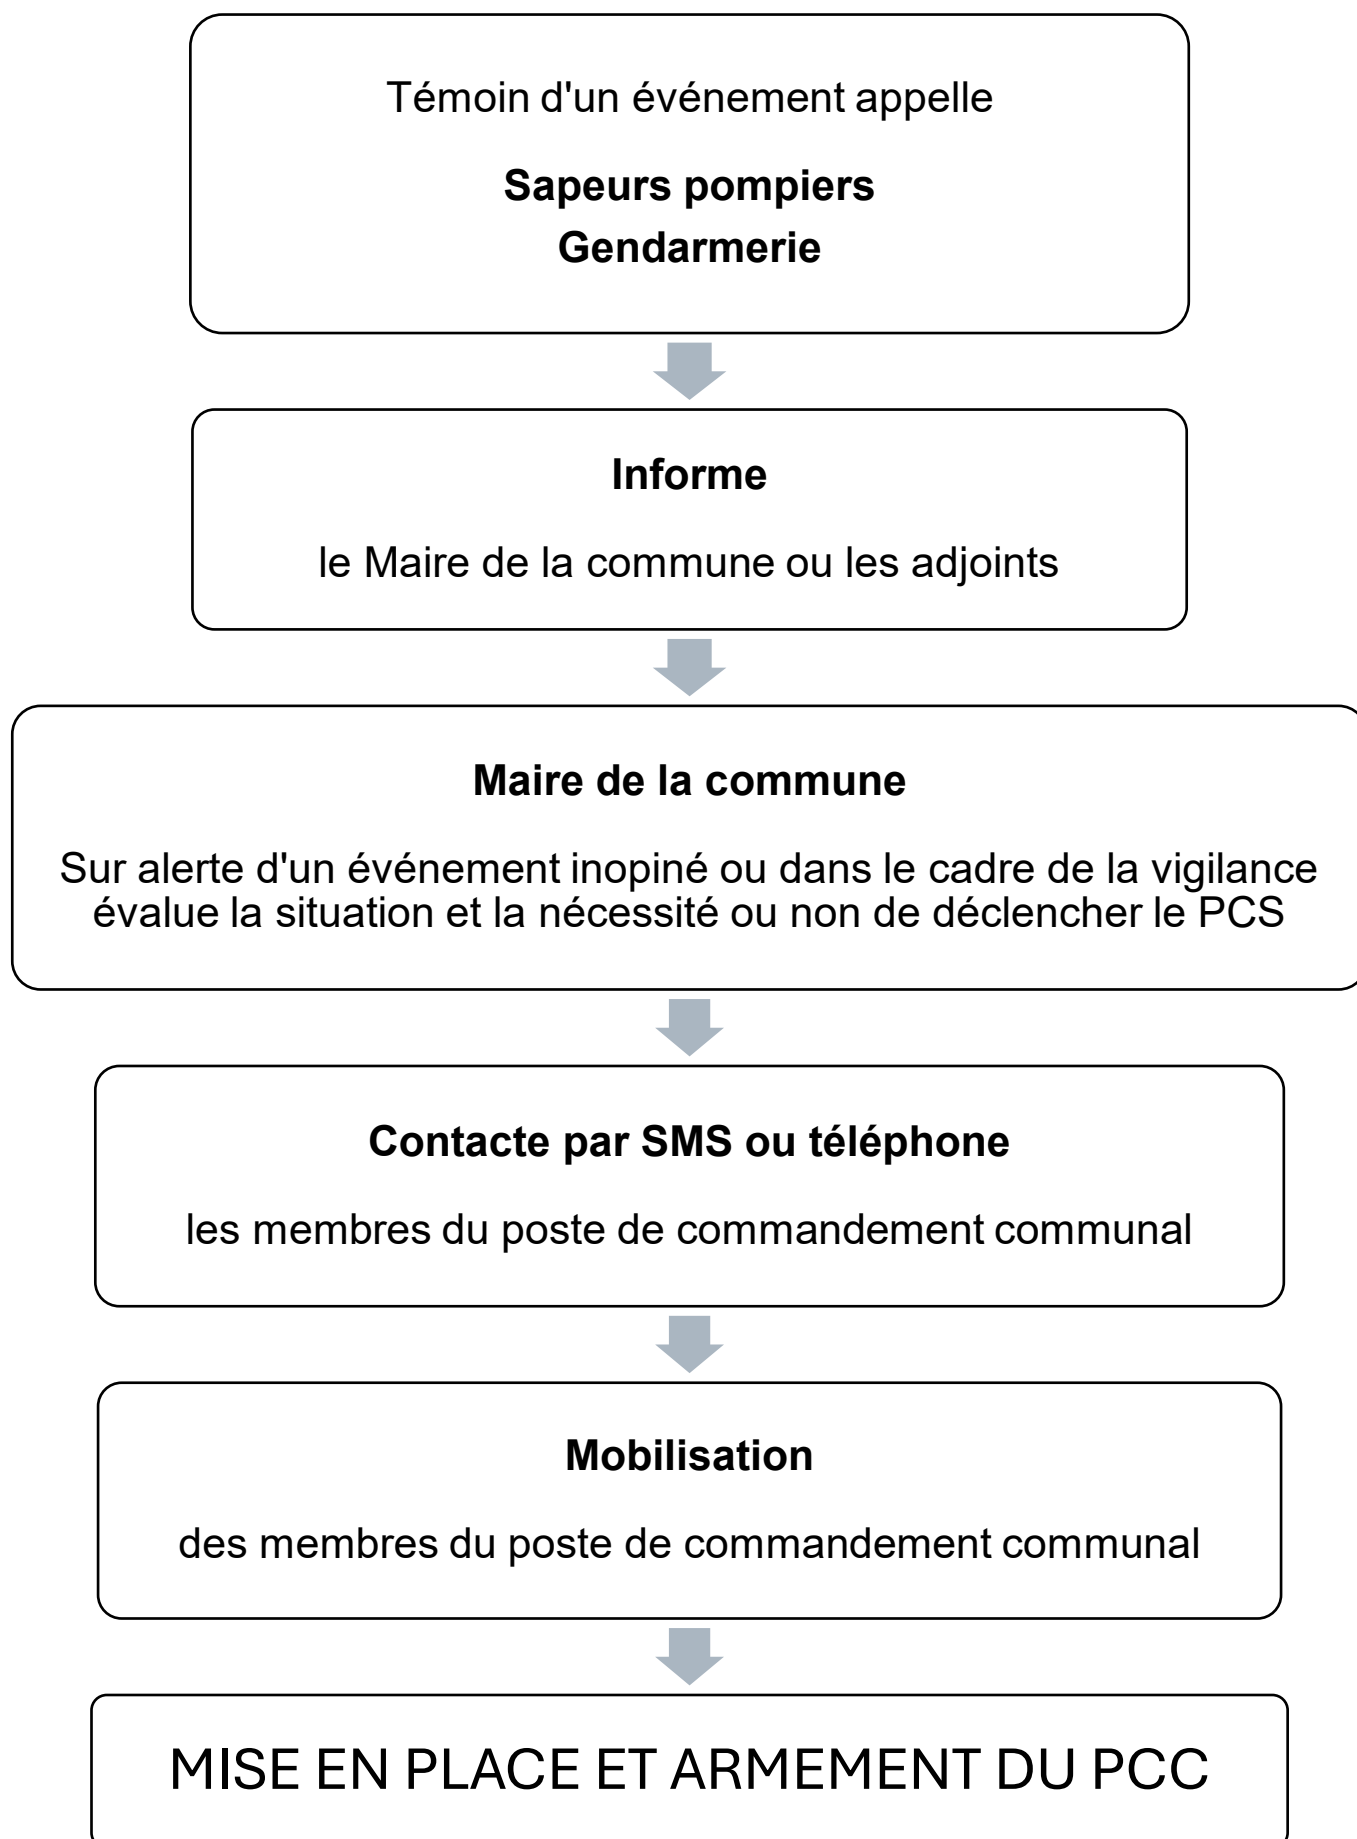 Témoin d'un événement appelle
Sapeurs pompiers
Gendarmerie
Informe
le Maire de la commune ou les adjoints
Maire de la commune
Sur alerte d'un événement inopiné ou dans le cadre de la vigilance
évalue la situation et la nécessité ou non de déclencher le PCS
Contacte par SMS ou téléphone
les membres du poste de commandement communal
Mobilisation
des membres du poste de commandement communal
MISE EN PLACE ET ARMEMENT DU PCC